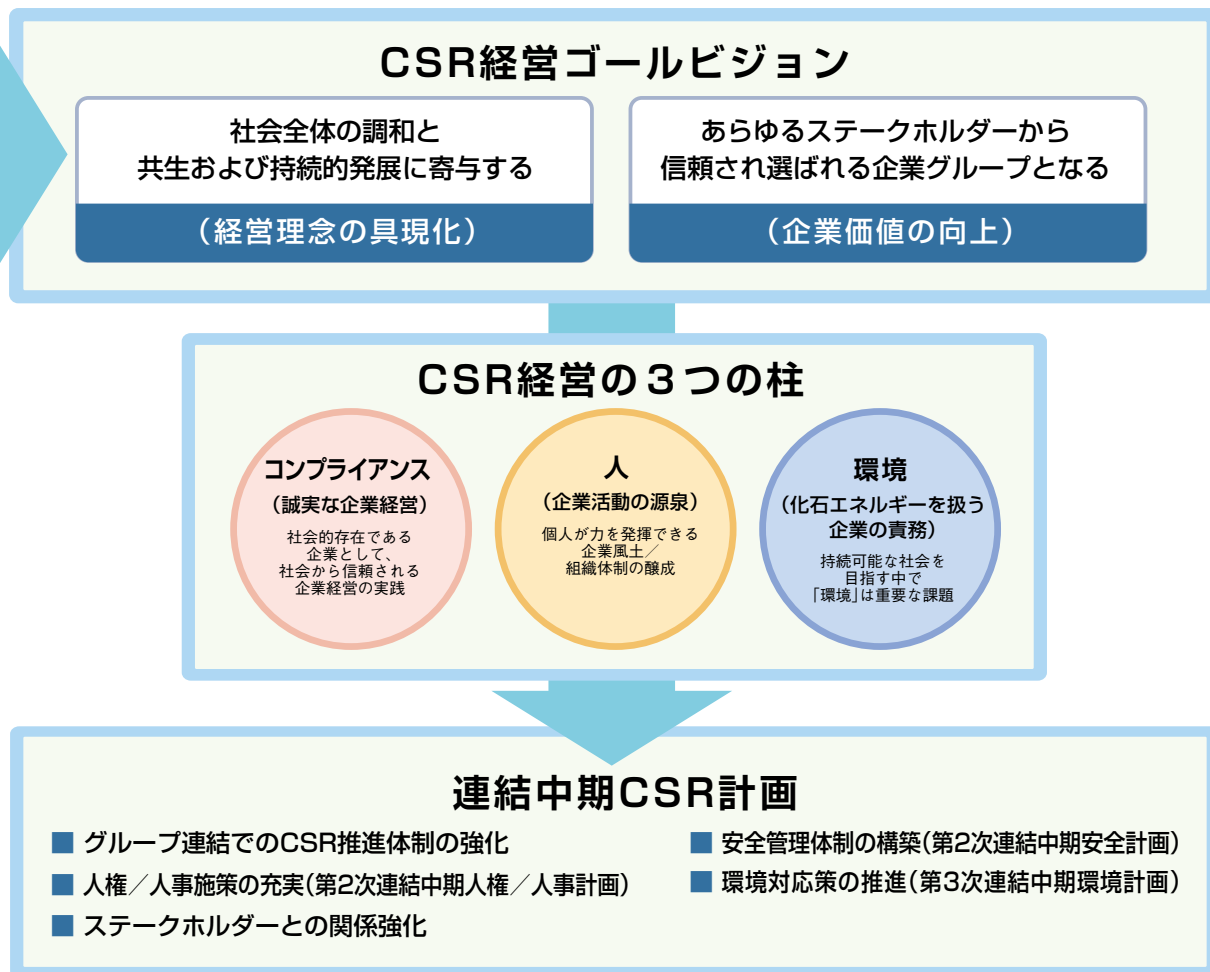 CSR経営ゴールビジョン
社会全体の調和と
共生および持続的発展に寄与する
（経営理念の具現化）
あらゆるステークホルダーから
信頼され選ばれる企業グループとなる
（企業価値の向上）
CSR経営の３つの柱
コンプライアンス
（誠実な企業経営）
社会的存在である
企業として、
社会から信頼される
企業経営の実践
人
（企業活動の源泉）
個人が力を発揮できる
企業風土／
組織体制の醸成
環境
（化石エネルギーを扱う
企業の責務）
持続可能な社会を
目指す中で
「環境」は重要な課題
連結中期CSR計画
■ グループ連結でのCSR推進体制の強化
■ 人権／人事施策の充実（第2次連結中期人権／人事計画）
■ ステークホルダーとの関係強化
■ 安全管理体制の構築（第2次連結中期安全計画）
■ 環境対応策の推進（第3次連結中期環境計画）